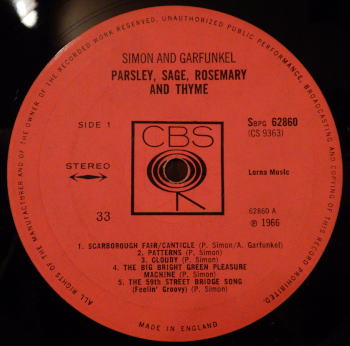 ALL RIGHTS OF THE MANUFACTURER AND OF THE OWNER OF THE RECORDED WORK RESERVED. UNAUTHORIZED PUBLIC PERFORMANCE, BROADCASTING AND COPYING OF THIS RECORD PROHIBITED
SIMON AND GARFUNKEL
PARSLEY, SAGE, ROSEMARY
AND THYME
SIDE 1
SBPG 62860
(CS 9363)
CBS
STEREO
Lorna Music
33
62860 A
℗ 1966
1. SCARBOROUGH FAIR/CANTICLE (P. Simon/A. Garfunkel)
2. PATTERNS (P. Simon)
3. CLOUDY (P. Simon)
4. THE BIG BRIGHT GREEN PLEASURE
MACHINE (P. Simon)
5. THE 59th STREET BRIDGE SONG
(Feelin' Groovy) (P. Simon)
MADE IN ENGLAND